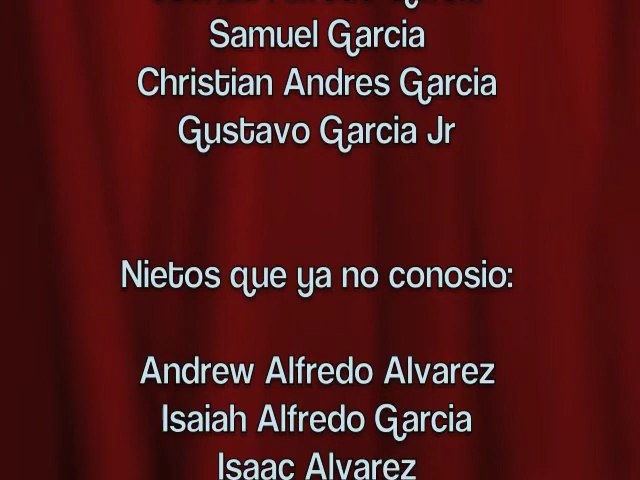 Samuel Garcia
Christian Andres Garcia
Gustavo Garcia Jr
Nietos que ya no conosio:
Andrew Alfredo Alvarez
Isaiah Alfredo Garcia
Isaac Alvarez